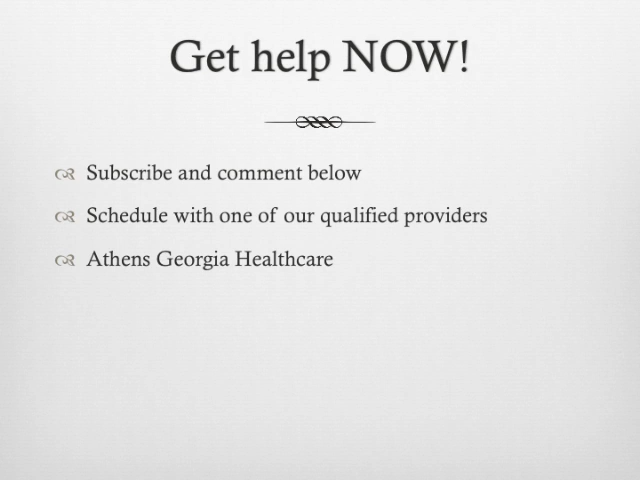 Get help NOW!
Subscribe and comment below
Schedule with one of our qualified providers
Athens Georgia Healthcare